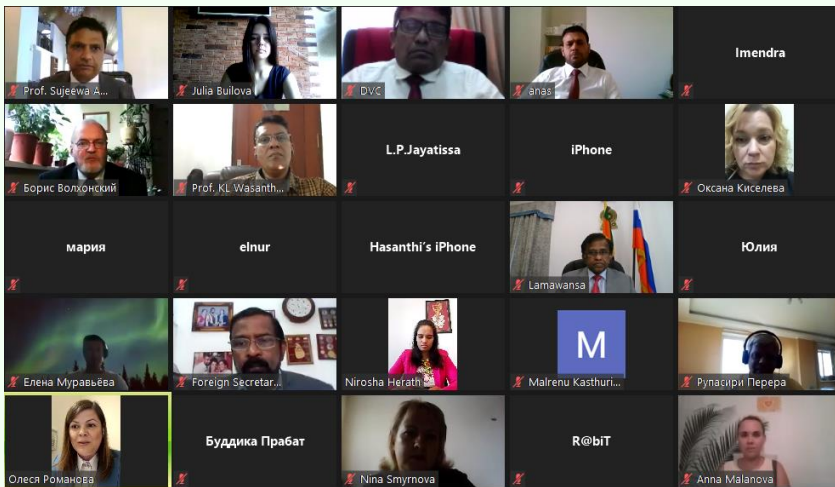 Prof. Sujeewa A...
Julia Builova
DVC
anas
Imendra
Борис Волхонский
Prof. KL Wasanth...
L.P.Jayatissa
iPhone
Оксана Киселева
мария
elnur
Hasanthi's iPhone
Lamawansa
Юлия
Елена Муравьёва
Foreign Secretar...
Nirosha Herath
M
Malrenu Kasthuri...
Рупасири Перера
Олеся Романова
Буддика Прабат
Nina Smyrnova
R@biT
Anna Malanova